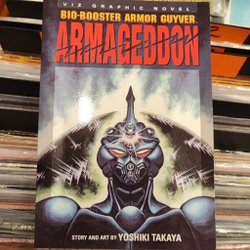 VIZ GRAPHIC NOVEL
BIO-BOOSTER ARMOR GUYVER
ARMAGEDDON
STORY AND ART BY YOSHIKI TAKAYA